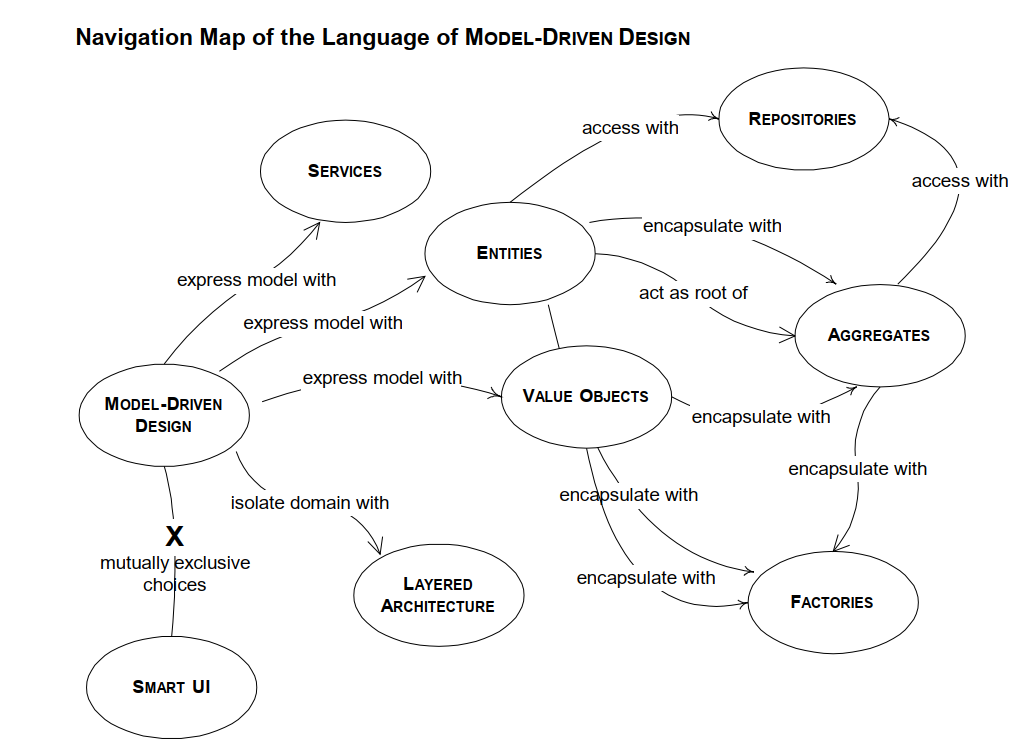 Navigation Map of the Language of MODEL-DRIVEN DESIGN
REPOSITORIES
access with
SERVICES
access with
encapsulate with
ENTITIES
express model with
act as root of
express model with
AGGREGATES
express model with
VALUE OBJECTS
MODEL-DRIVEN
DESIGN
encapsulate with
encapsulate with
encapsulate with
isolate domain with
X
mutually exclusive
choices
encapsulate with
LAYERED
ARCHITECTURE
FACTORIES
SMART UI